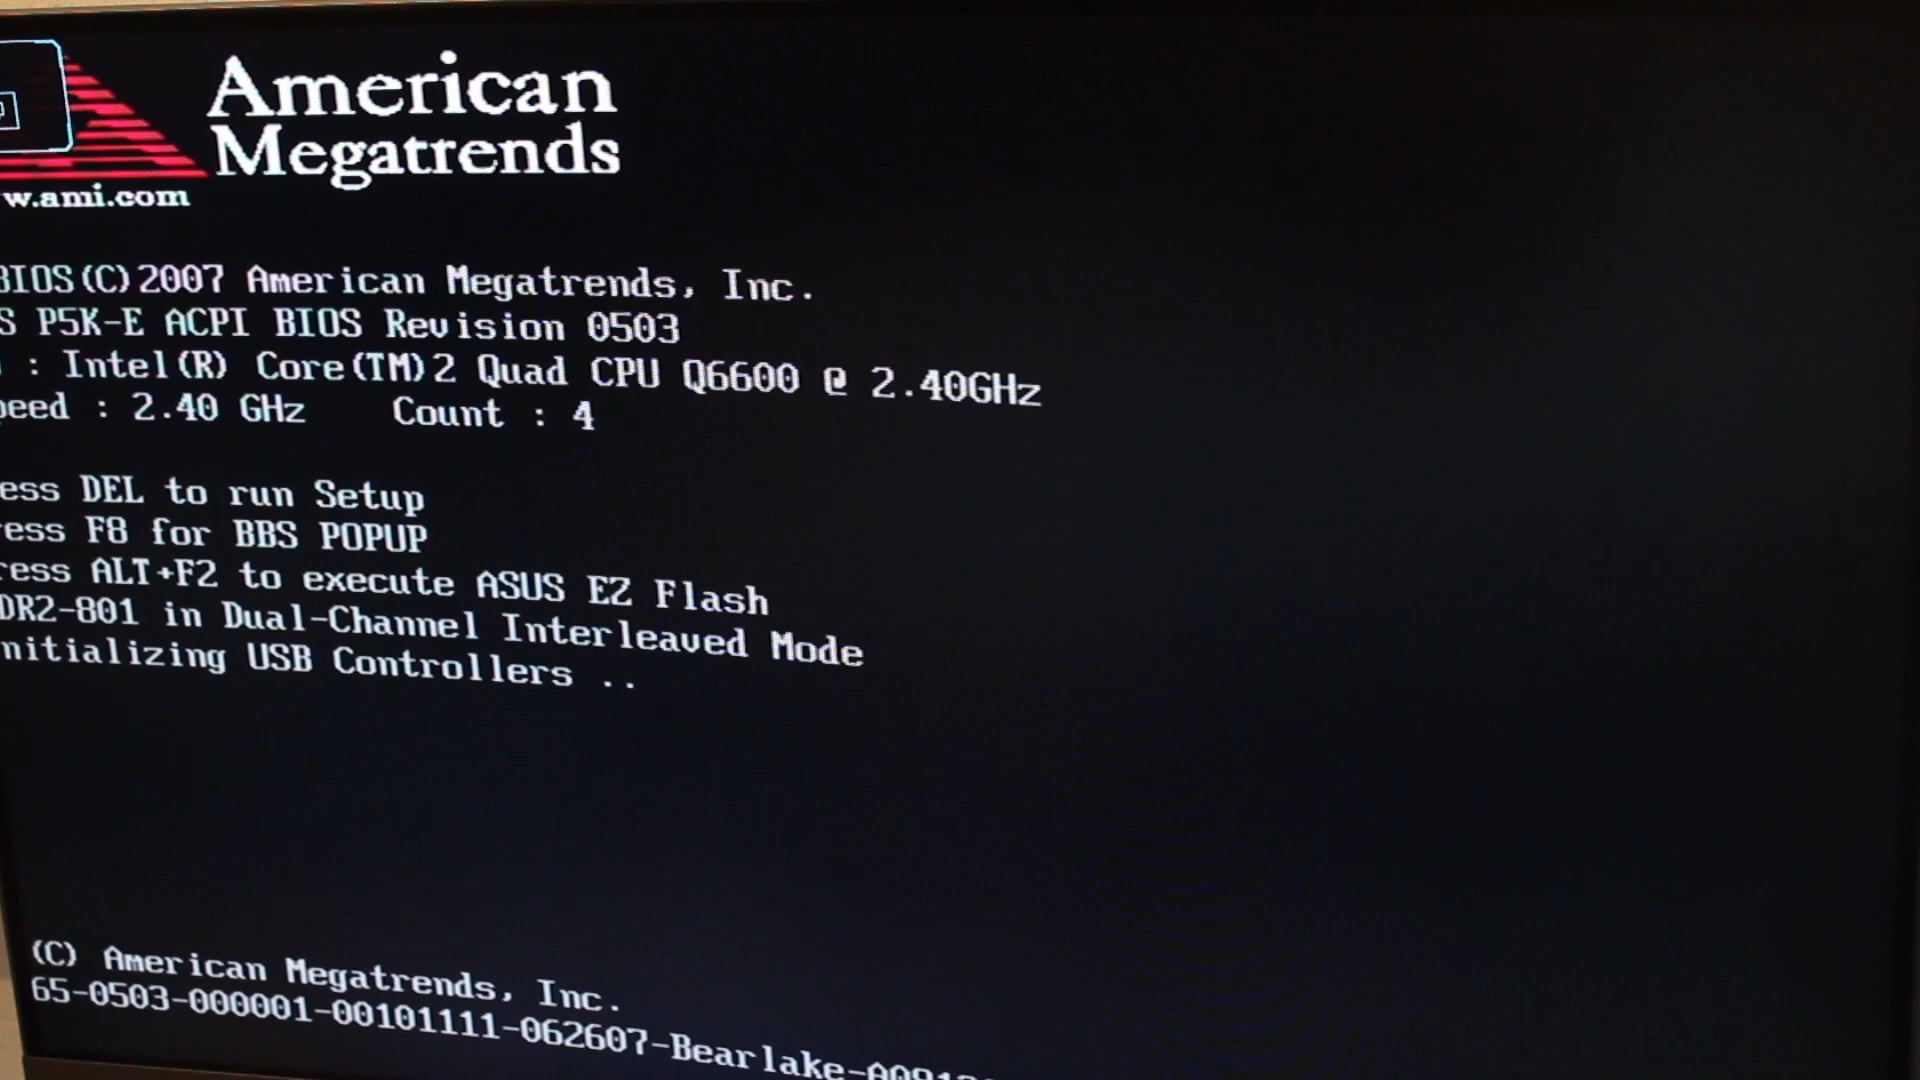 American
Megatrends
w.ami.com
BIOS(C)2007 American Megatrends, Inc.
S P5K-E ACPI BIOS Revision 0503
: Intel(R) Core(TM)2 Quad CPU Q6600 @ 2.40GHz
peed : 2.40 GHz Count : 4
ess DEL to run Setup
ress F8 for BBS POPUP
ress ALT+F2 to execute ASUS EZ Flash
DR2-801 in Dual-Channel Interleaved Mode
nitializing USB Controllers ..
(C) American Megatrends, Inc.
65-0503-000001-00101111-062607-Bearlake-A0912